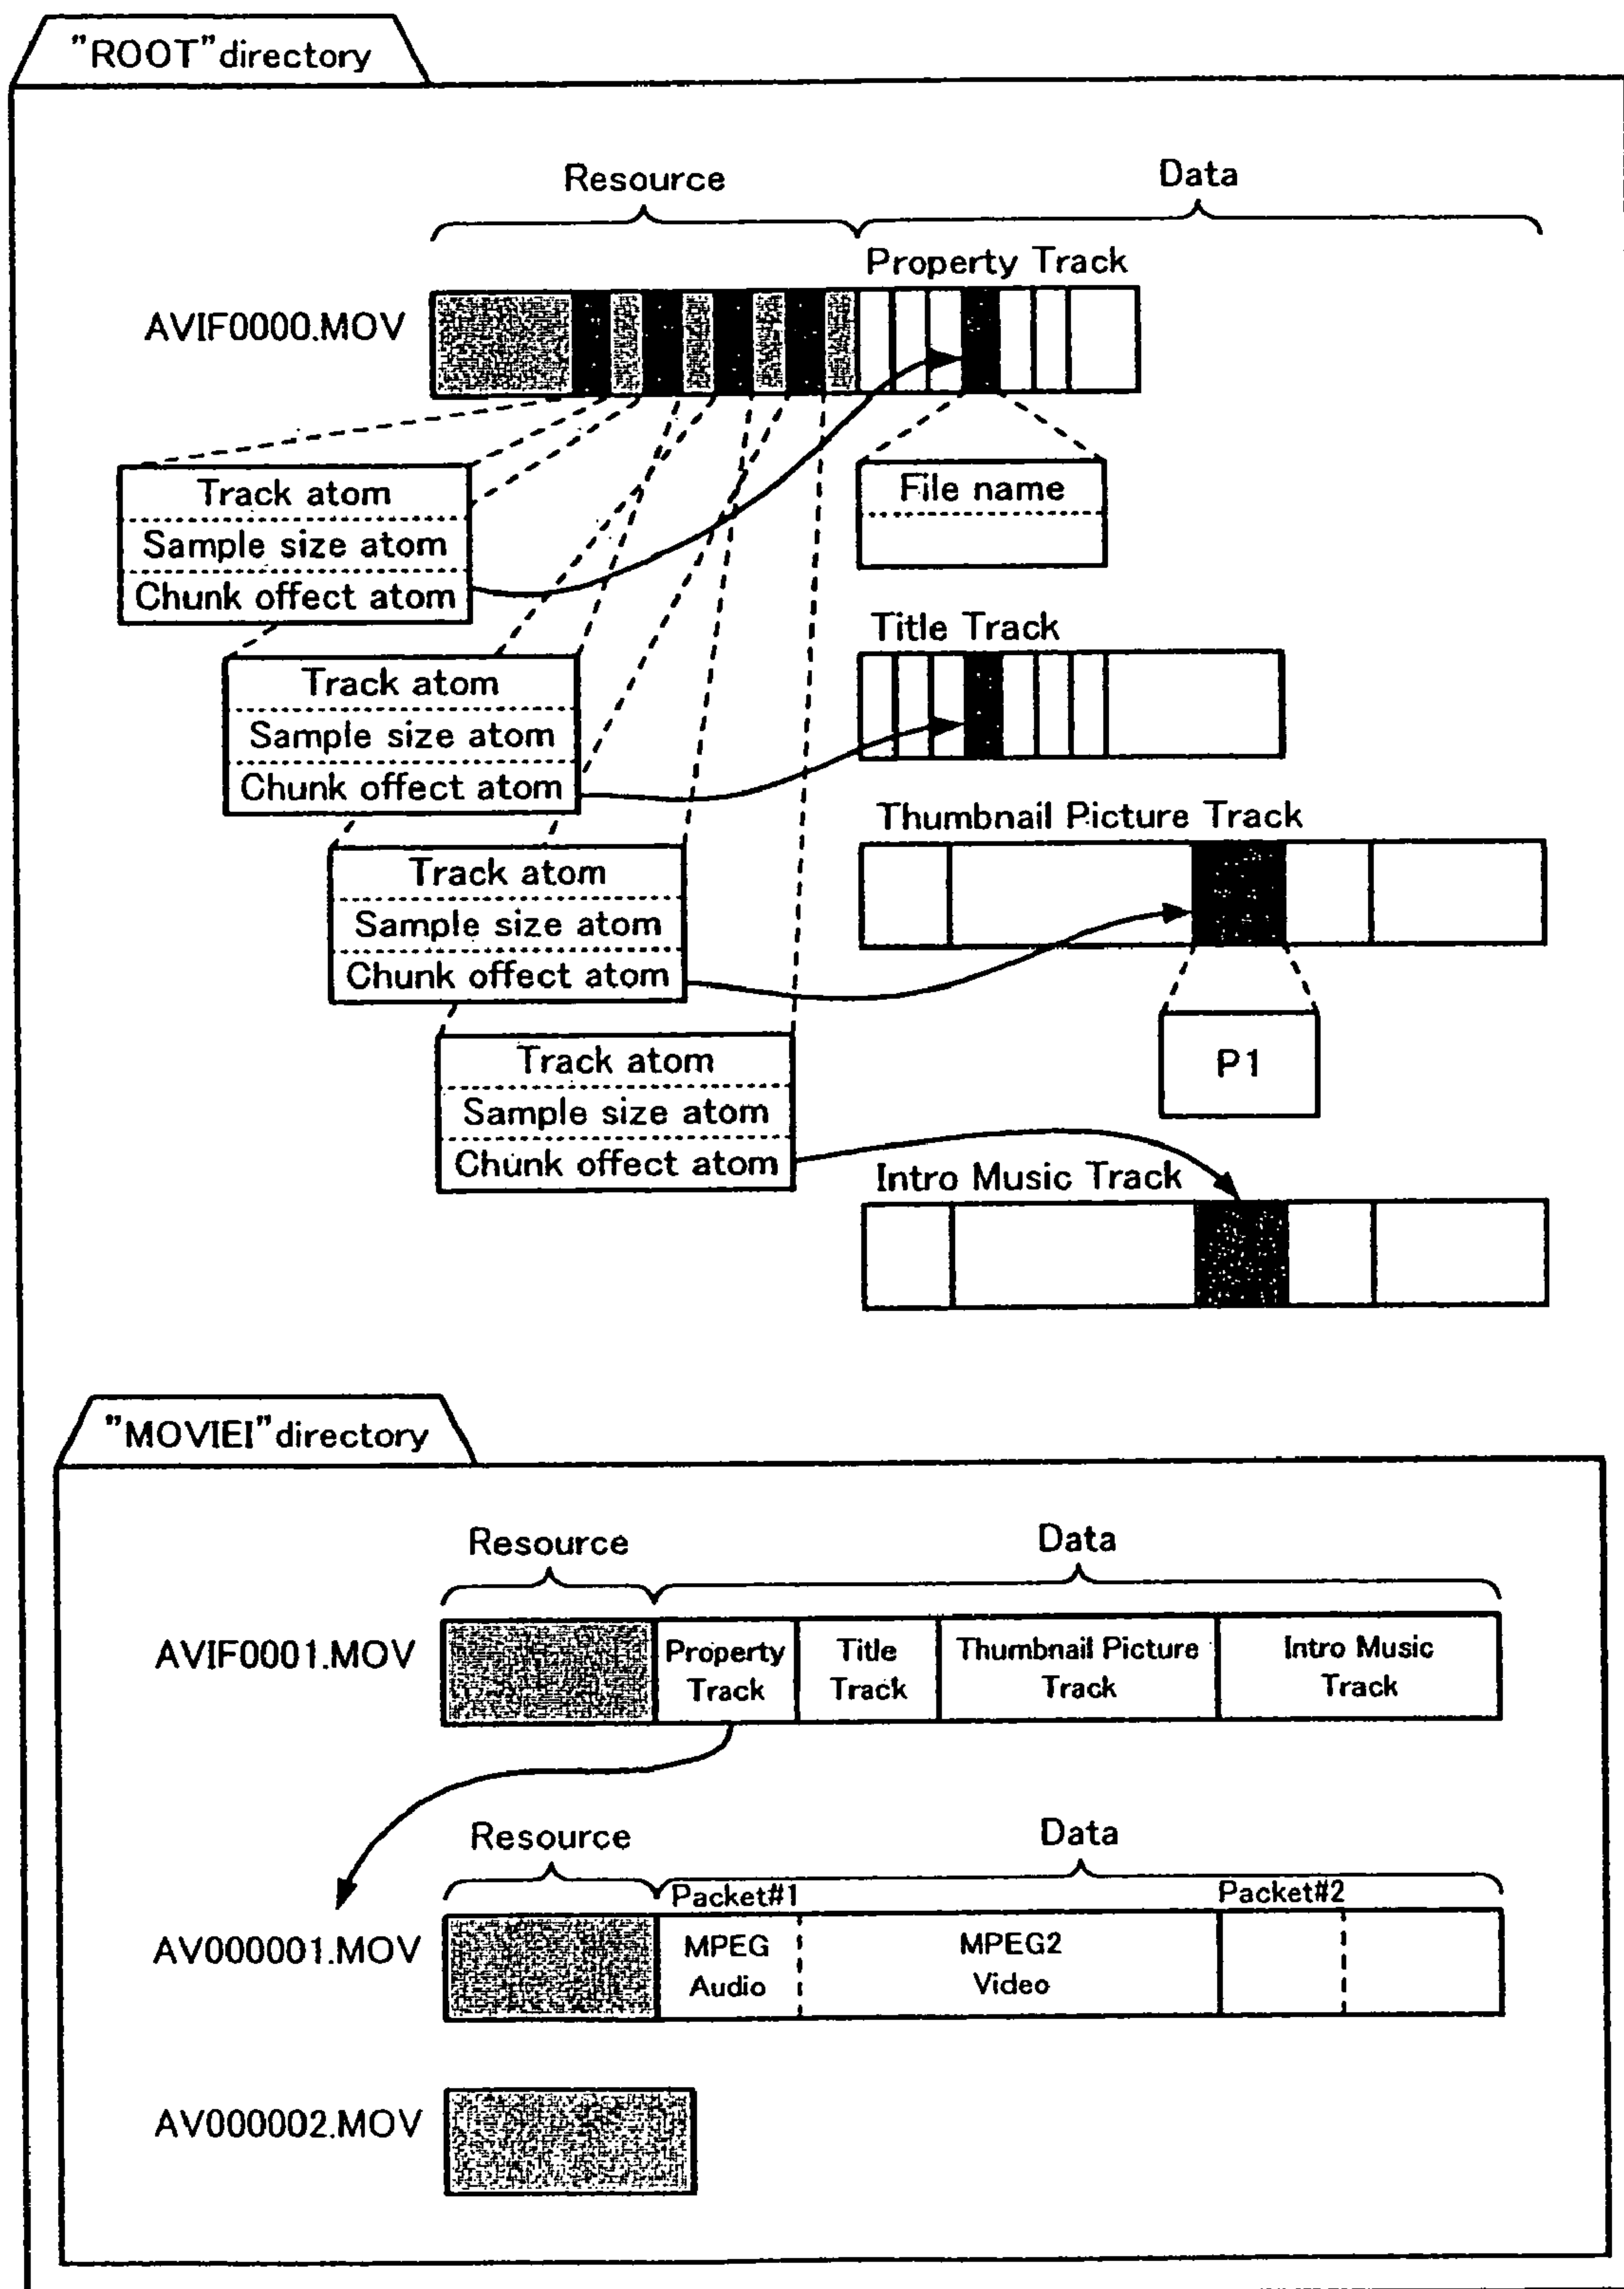 "ROOT" directory
Resource
Data
Property Track
AVIF0000.MOV
Track atom
Sample size atom
Chunk offect atom
File name
Title Track
Track atom
Sample size atom
Chunk offect atom
Thumbnail Picture Track
Track atom
Sample size atom
Chunk offect atom
P1
Track atom
Sample size atom
Chunk offect atom
Intro Music Track
"MOVIEI" directory
Resource
Data
AVIF0001.MOV
Property
Track
Title
Track
Thumbnail Picture
Track
Intro Music
Track
Resource
Data
Packet#1
Packet#2
AV000001.MOV
MPEG
Audio
MPEG2
Video
AV000002.MOV